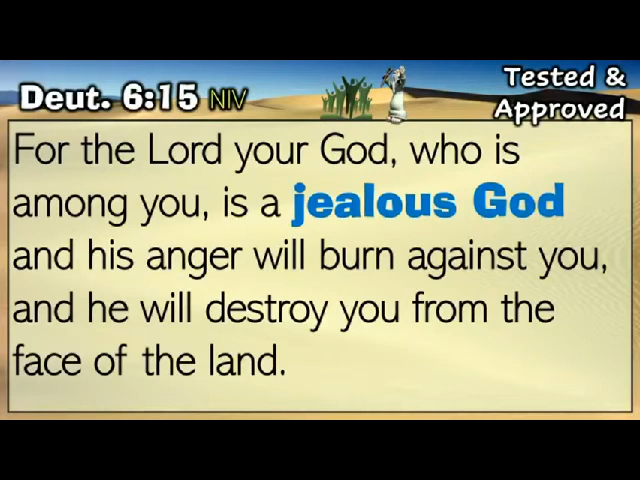 Deut. 6:15 NIV
Tested &
Approved
For the Lord your God, who is
among you, is a jealous God
and his anger will burn against you,
and he will destroy you from the
face of the land.